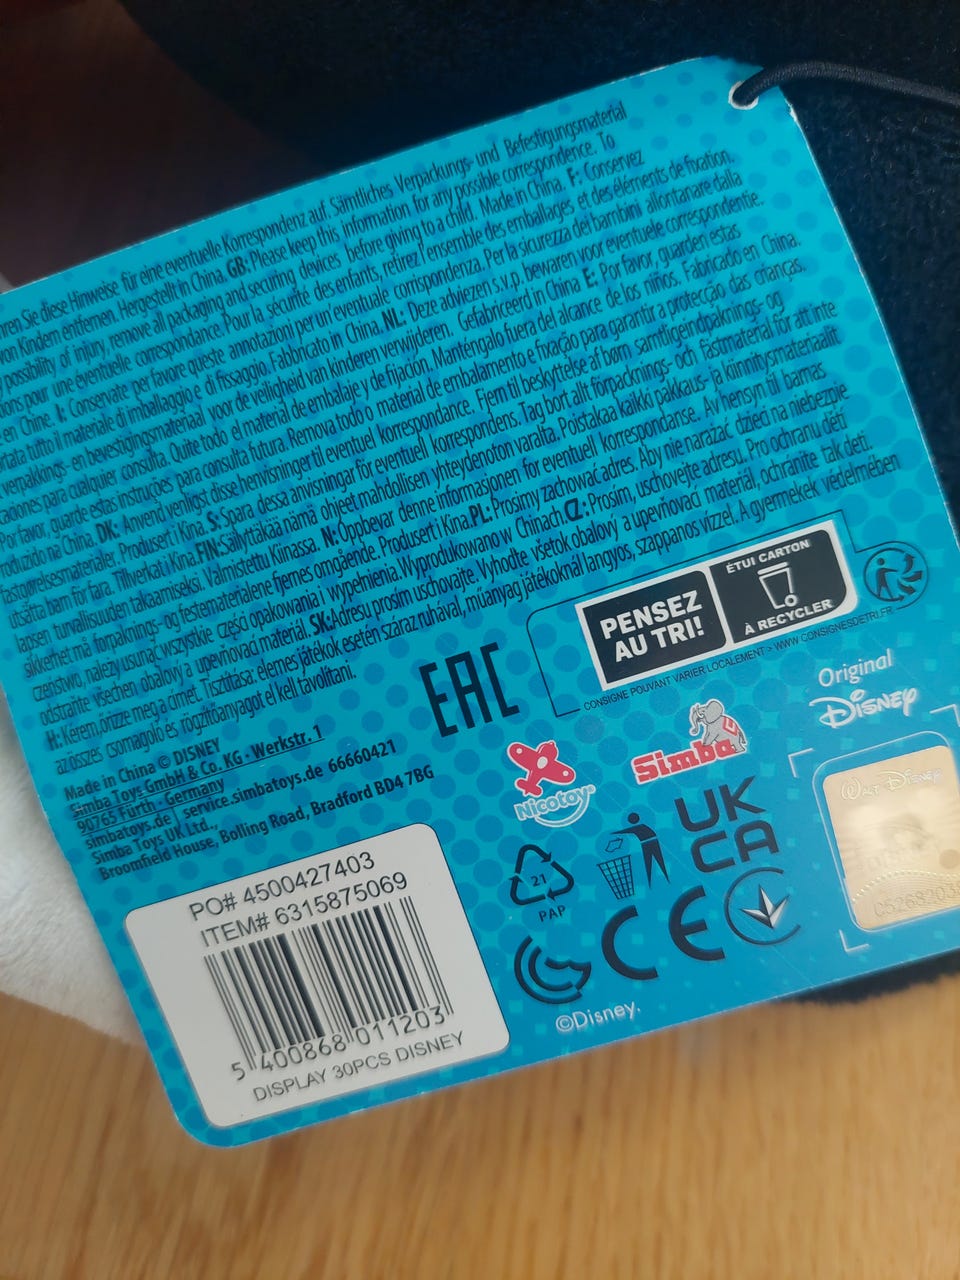 ren Sie diese Hinweise für eine eventuelle Korrespondenz auf. Sämtliches Verpackungs- und Befestigungsmaterial
von Kindern entfernen. Hergestellt in China. GB: Please keep this information for any possible correspondence. To
possibility of injury, remove all packaging and securing devices before giving to a child. Made in China. F: Conservez
tions pour une eventuelle correspondance. Pour la sécurité des enfants, retirez l'ensemble des emballages et des éléments de fixation.
en Chine. I: Conservate per favore queste annotazioni per un'eventuale corrispondenza. Per la sicurezza dei bambini allontanare dalla
tutto il materiale di imballaggio e di fissaggio. Fabbricato in China. NL: Deze adviezen s.v.p. bewaren voor eventuele correspondentie.
verpakkings- en bevestigingsmateriaal voor de veiligheid van kinderen verwijderen. Gefabriceerd in China E: Por favor, guarden estas
caciones para cualquier consulta. Quite todo el material de embalaje y de fijación. Manténgalo fuera del alcance de los niños. Fabricado en China.
Por favor, guarde estas instruções para consulta futura. Remova todo o material de embalamento e fixação para garantir a protecção das crianças.
duzido na China. DK: Anvend venligst disse henvisninger til eventuel korrespondance. Fjern til beskyttelse af børn samtlige indpaknings- og
fastgørelsesmaterialer. Produsert i Kina. S: Spara dessa anvisningar för eventuell korrespondens. Tag bort allt förpacknings- och fästmaterial för att inte
utsätta barn för fara. Tillverkad i Kina. FIN: Säilyttäkää nämä ohjeet mahdollisen yhteydenoton varalta. Poistakaa kaikki pakkaus- ja kiinnitysmateriaalit
lapsen turvallisuuden takaamiseksi. Valmistettu Kiinassa. N: Oppbevar denne informasjonen for eventuell korrespondanse. Av hensyn til barnas
sikkerhet må forpaknings- og festematerialene fjernes omgående. Produsert i Kina. PL: Prosimy zachować adres. Aby nie narażać dzieci na niebezpie
czeństwo, należy usunąć wszystkie części opakowania i wypełnienia. Wyprodukowano w Chinach. CZ: Prosím, uschovejte adresu. Pro ochranu dětí
odstraňte všechen obalový a upevňovací materiál. SK: Adresu prosím uschovajte. Vyhoďte všetok obalový a upevňovací materiál, ochránite tak deti.
H: Kérem, őrizze meg a címet. Tisztítása: elemes játékok esetén száraz ruhával, műanyag játékoknál langyos, szappanos vízzel. A gyermekek védelmében
az összes csomagoló és rögzítőanyagot el kell távolítani.
Made in China © DISNEY
Simba Toys GmbH & Co. KG · Werkstr. 1
90765 Fürth · Germany
simbatoys.de / service.simbatoys.de 66660421
Simba Toys UK Ltd.,
Broomfield House, Bolling Road, Bradford BD4 7BG
EAC
PENSEZ
AU TRI!
ÉTUI CARTON
À RECYCLER
CONSIGNE POUVANT VARIER LOCALEMENT > WWW.CONSIGNESDETRI.FR
Nicotoy
Simba
Original
Disney
WALT DISNEY
21
PAP
UK
CA
CE
©Disney.
PO# 4500427403
ITEM# 6315875069
5 400868 011203
DISPLAY 30PCS DISNEY